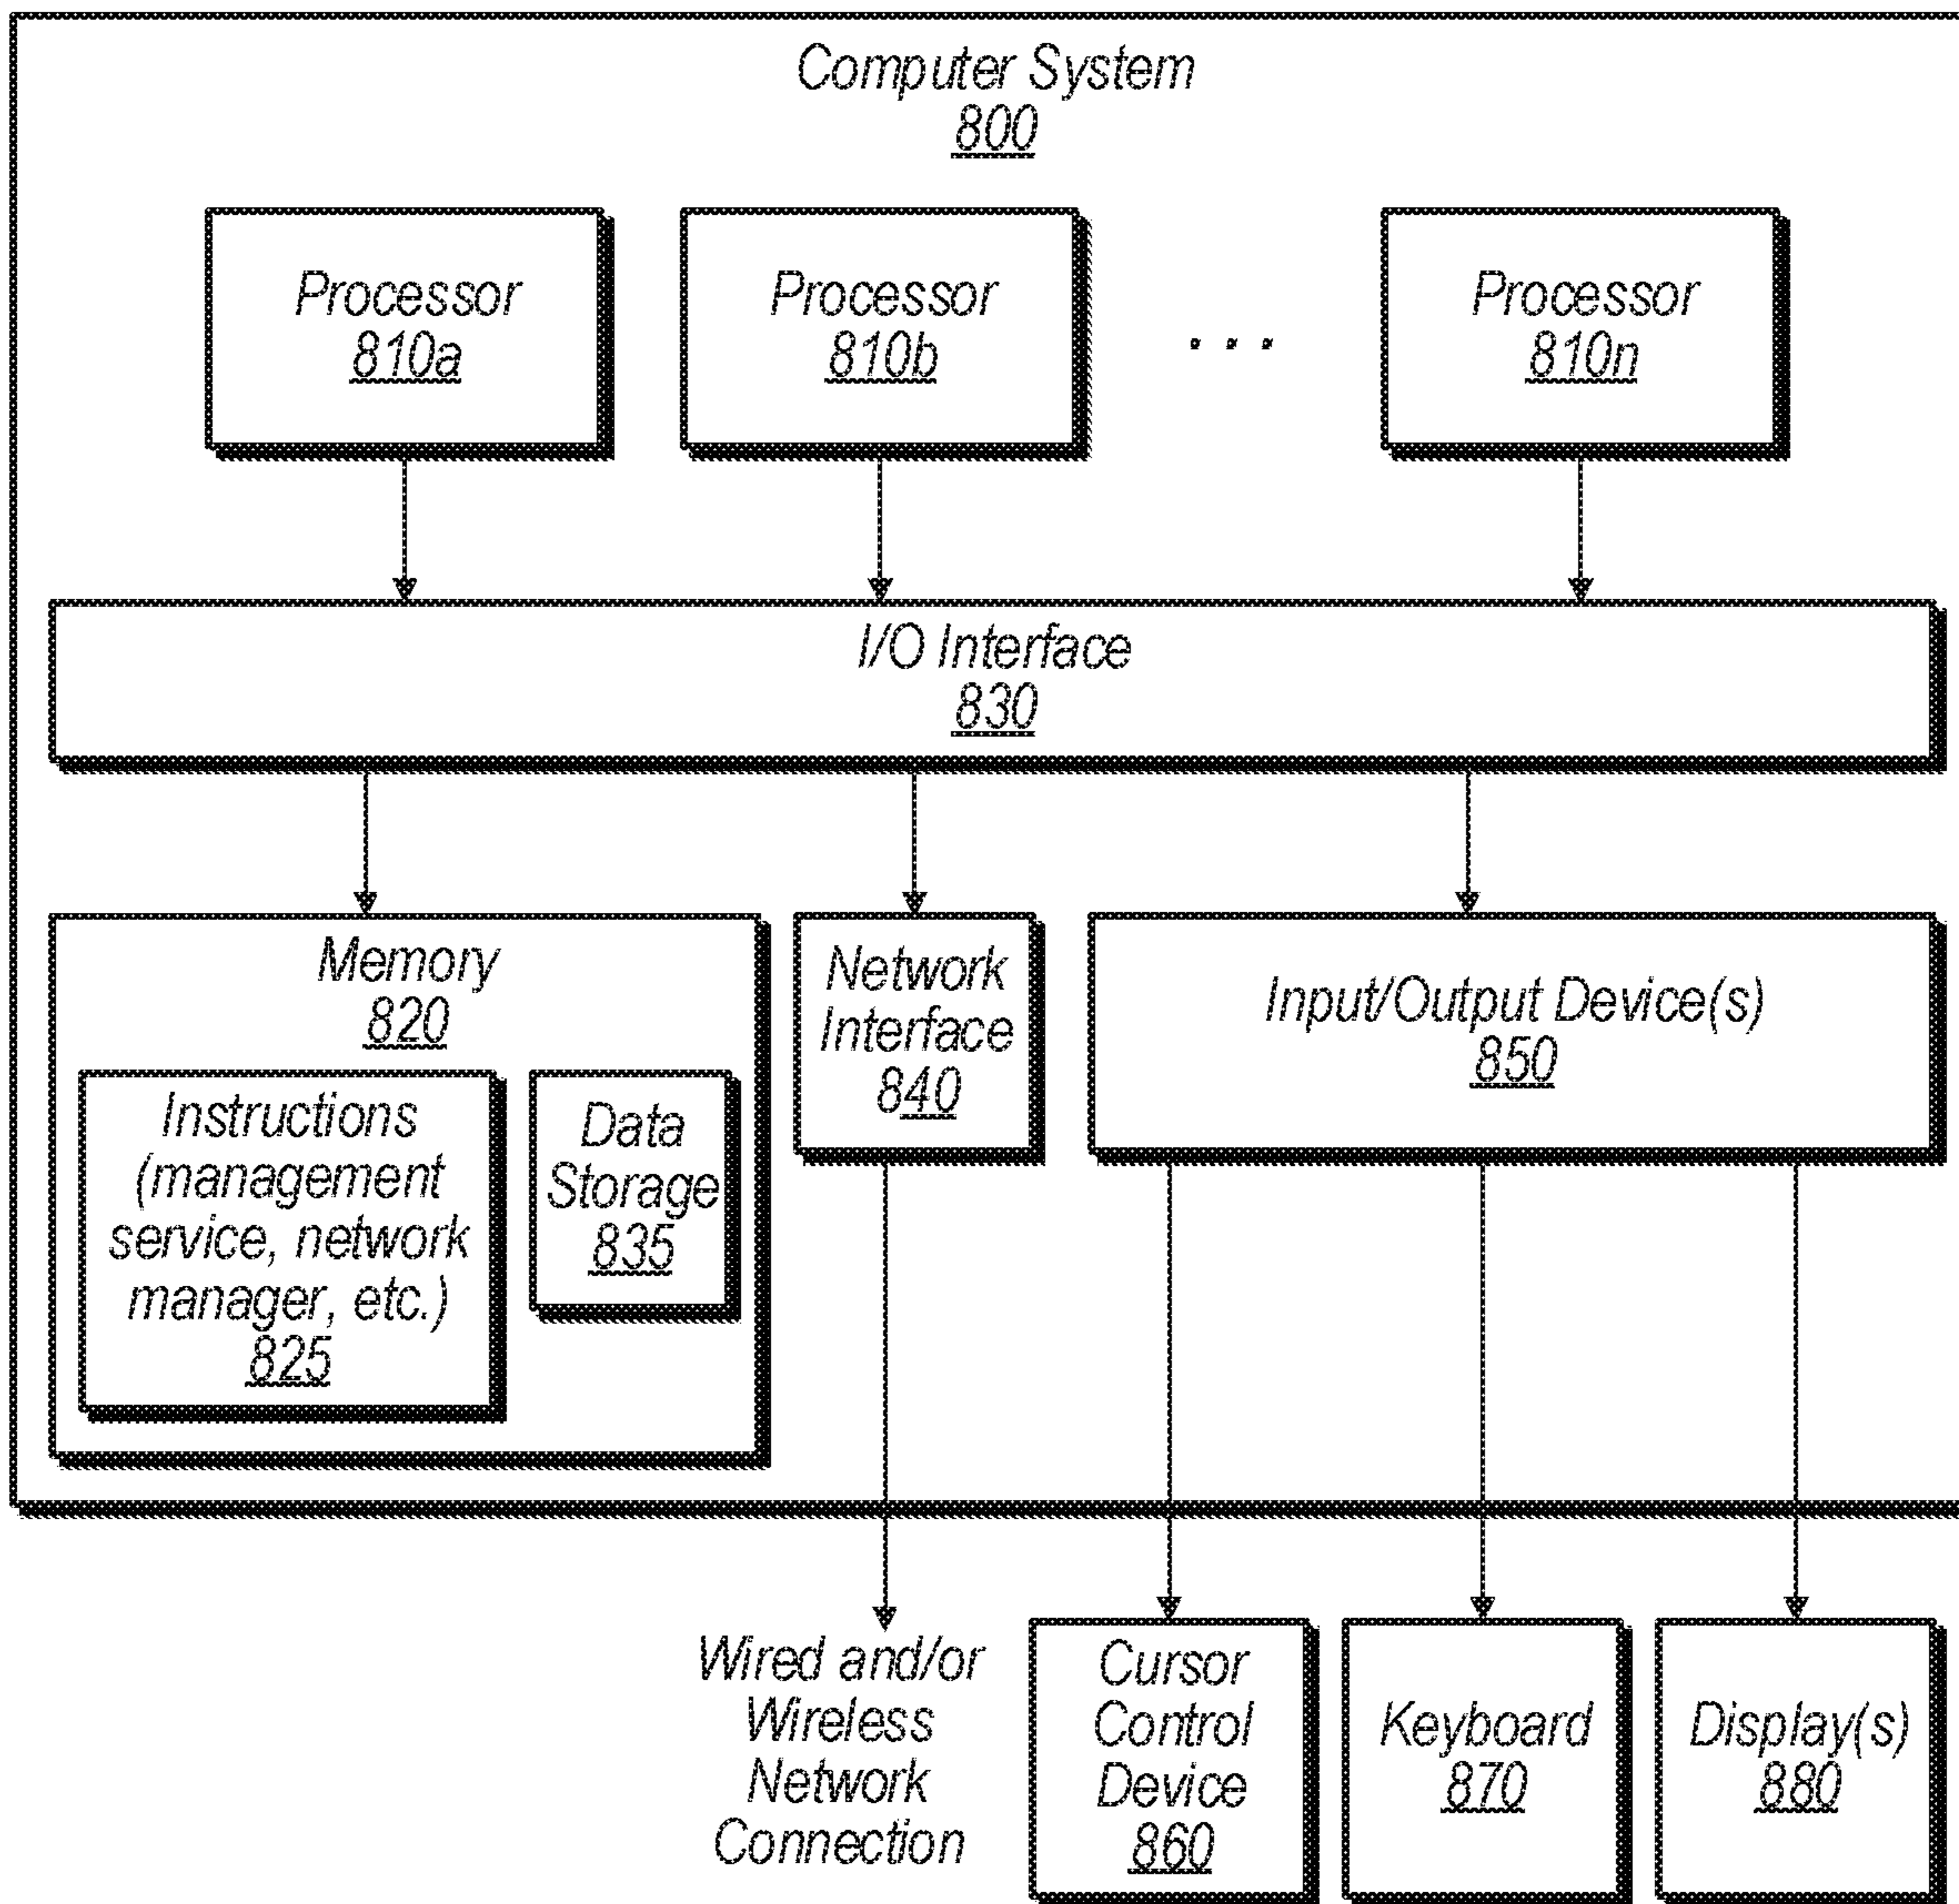 Computer System
800
Processor
810a
Processor
810b
. . .
Processor
810n
I/O Interface
830
Memory
820
Instructions
(management
service, network
manager, etc.)
825
Data
Storage
835
Network
Interface
840
Input/Output Device(s)
850
Wired and/or
Wireless
Network
Connection
Cursor
Control
Device
860
Keyboard
870
Display(s)
880